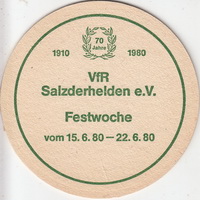 70
Jahre
1910 1980
VfR
Salzderhelden e.V.
Festwoche
vom 15.6.80 – 22.6.80